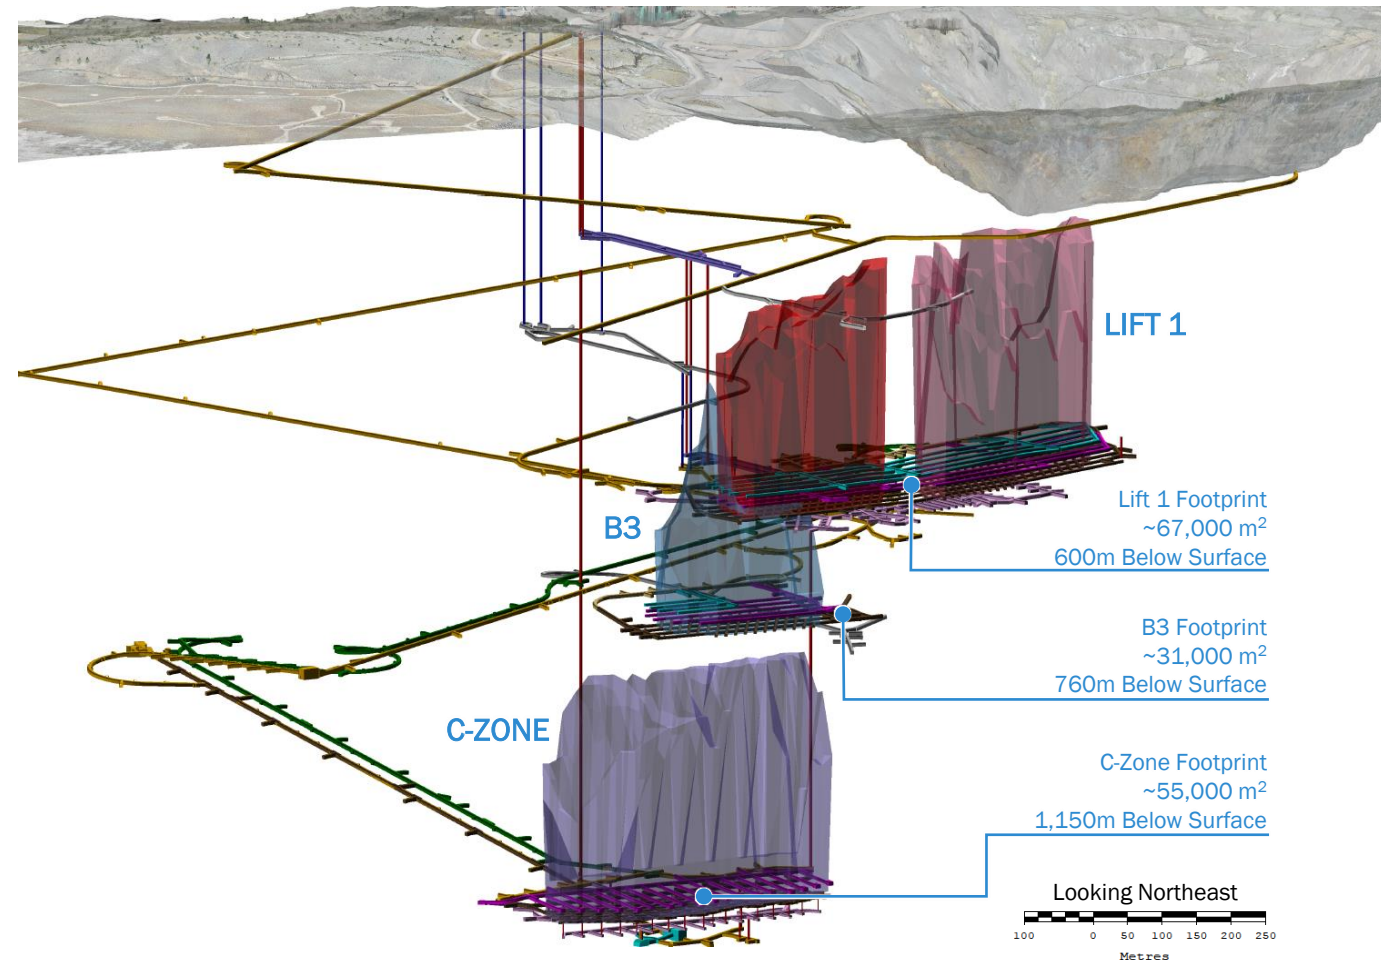 LIFT 1
Lift 1 Footprint
~67,000 m²
600m Below Surface
B3
B3 Footprint
~31,000 m²
760m Below Surface
C-ZONE
C-Zone Footprint
~55,000 m²
1,150m Below Surface
Looking Northeast
100 0 50 100 150 200 250
Metres